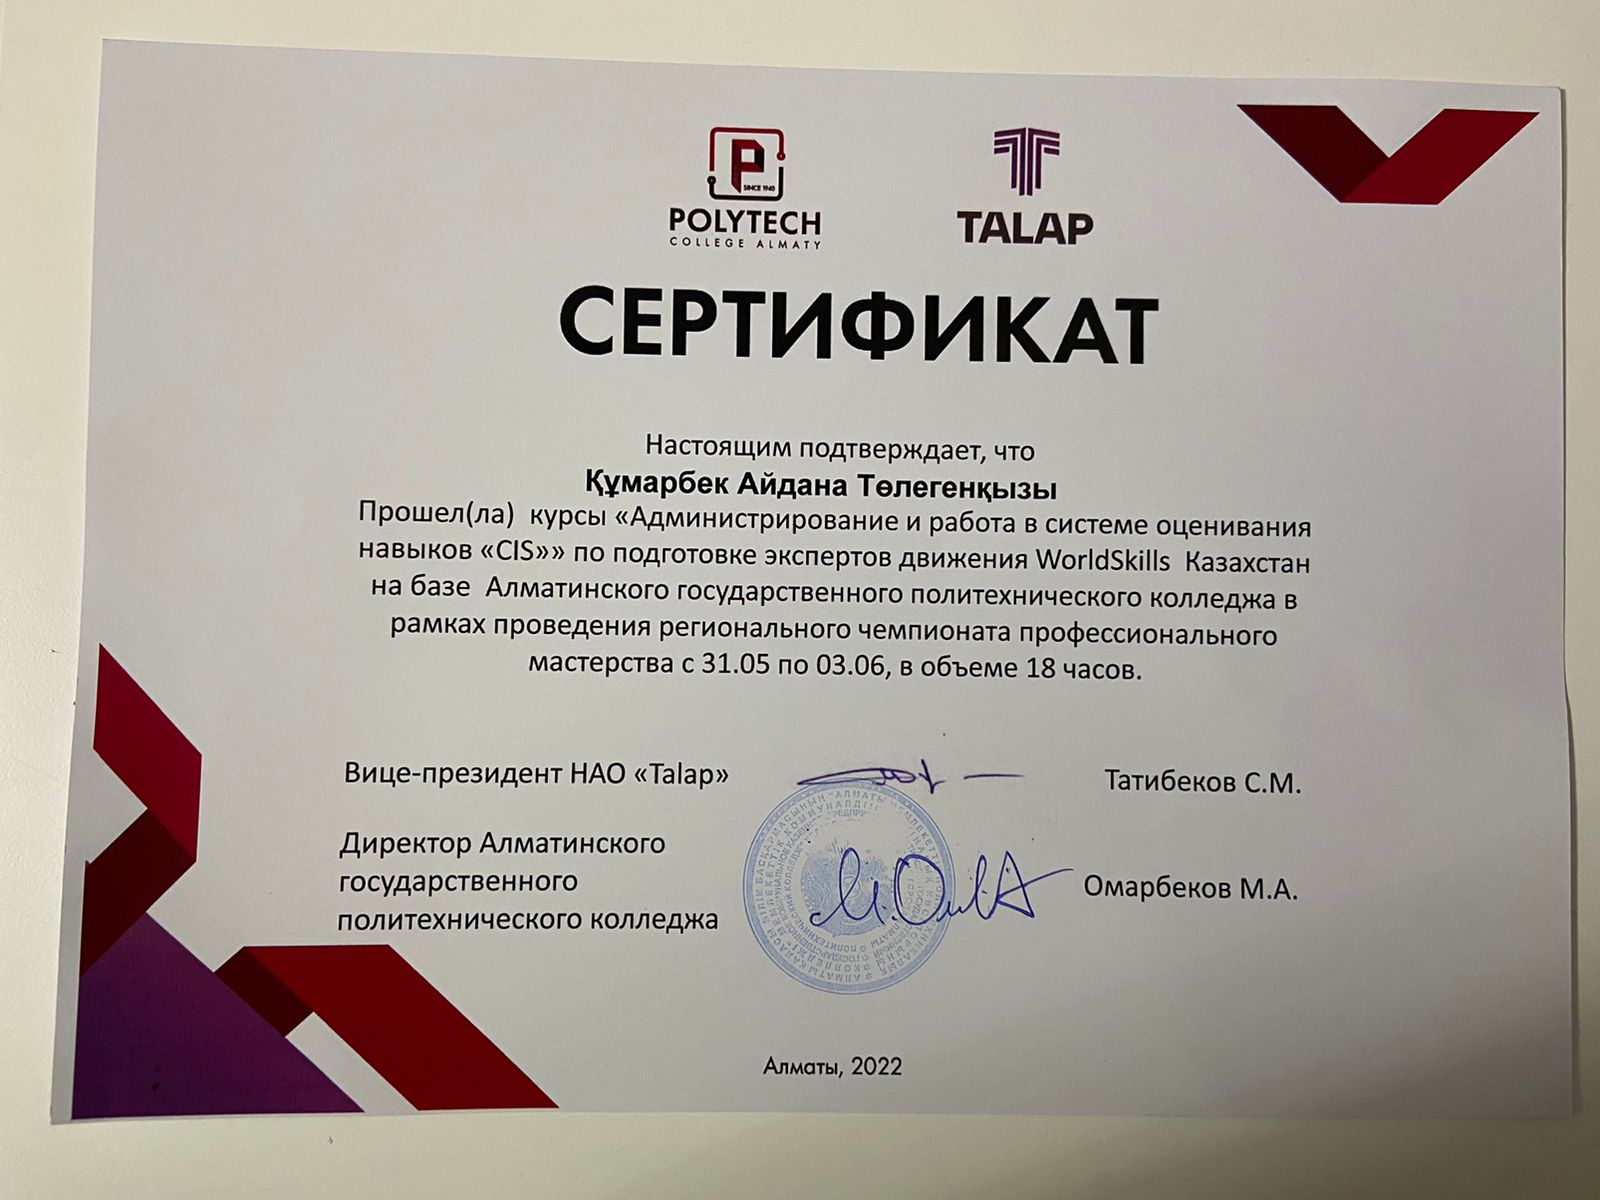 P
SINCE 1940
POLYTECH
COLLEGE ALMATY
TALAP
СЕРТИФИКАТ
Настоящим подтверждает, что
Құмарбек Айдана Төлегенқызы
Прошел(ла) курсы «Администрирование и работа в системе оценивания
навыков «CIS»» по подготовке экспертов движения WorldSkills Казахстан
на базе Алматинского государственного политехнического колледжа в
рамках проведения регионального чемпионата профессионального
мастерства с 31.05 по 03.06, в объеме 18 часов.
Вице-президент НАО «Talap»
Татибеков С.М.
Директор Алматинского
государственного
политехнического колледжа
Омарбеков М.А.
Алматы, 2022